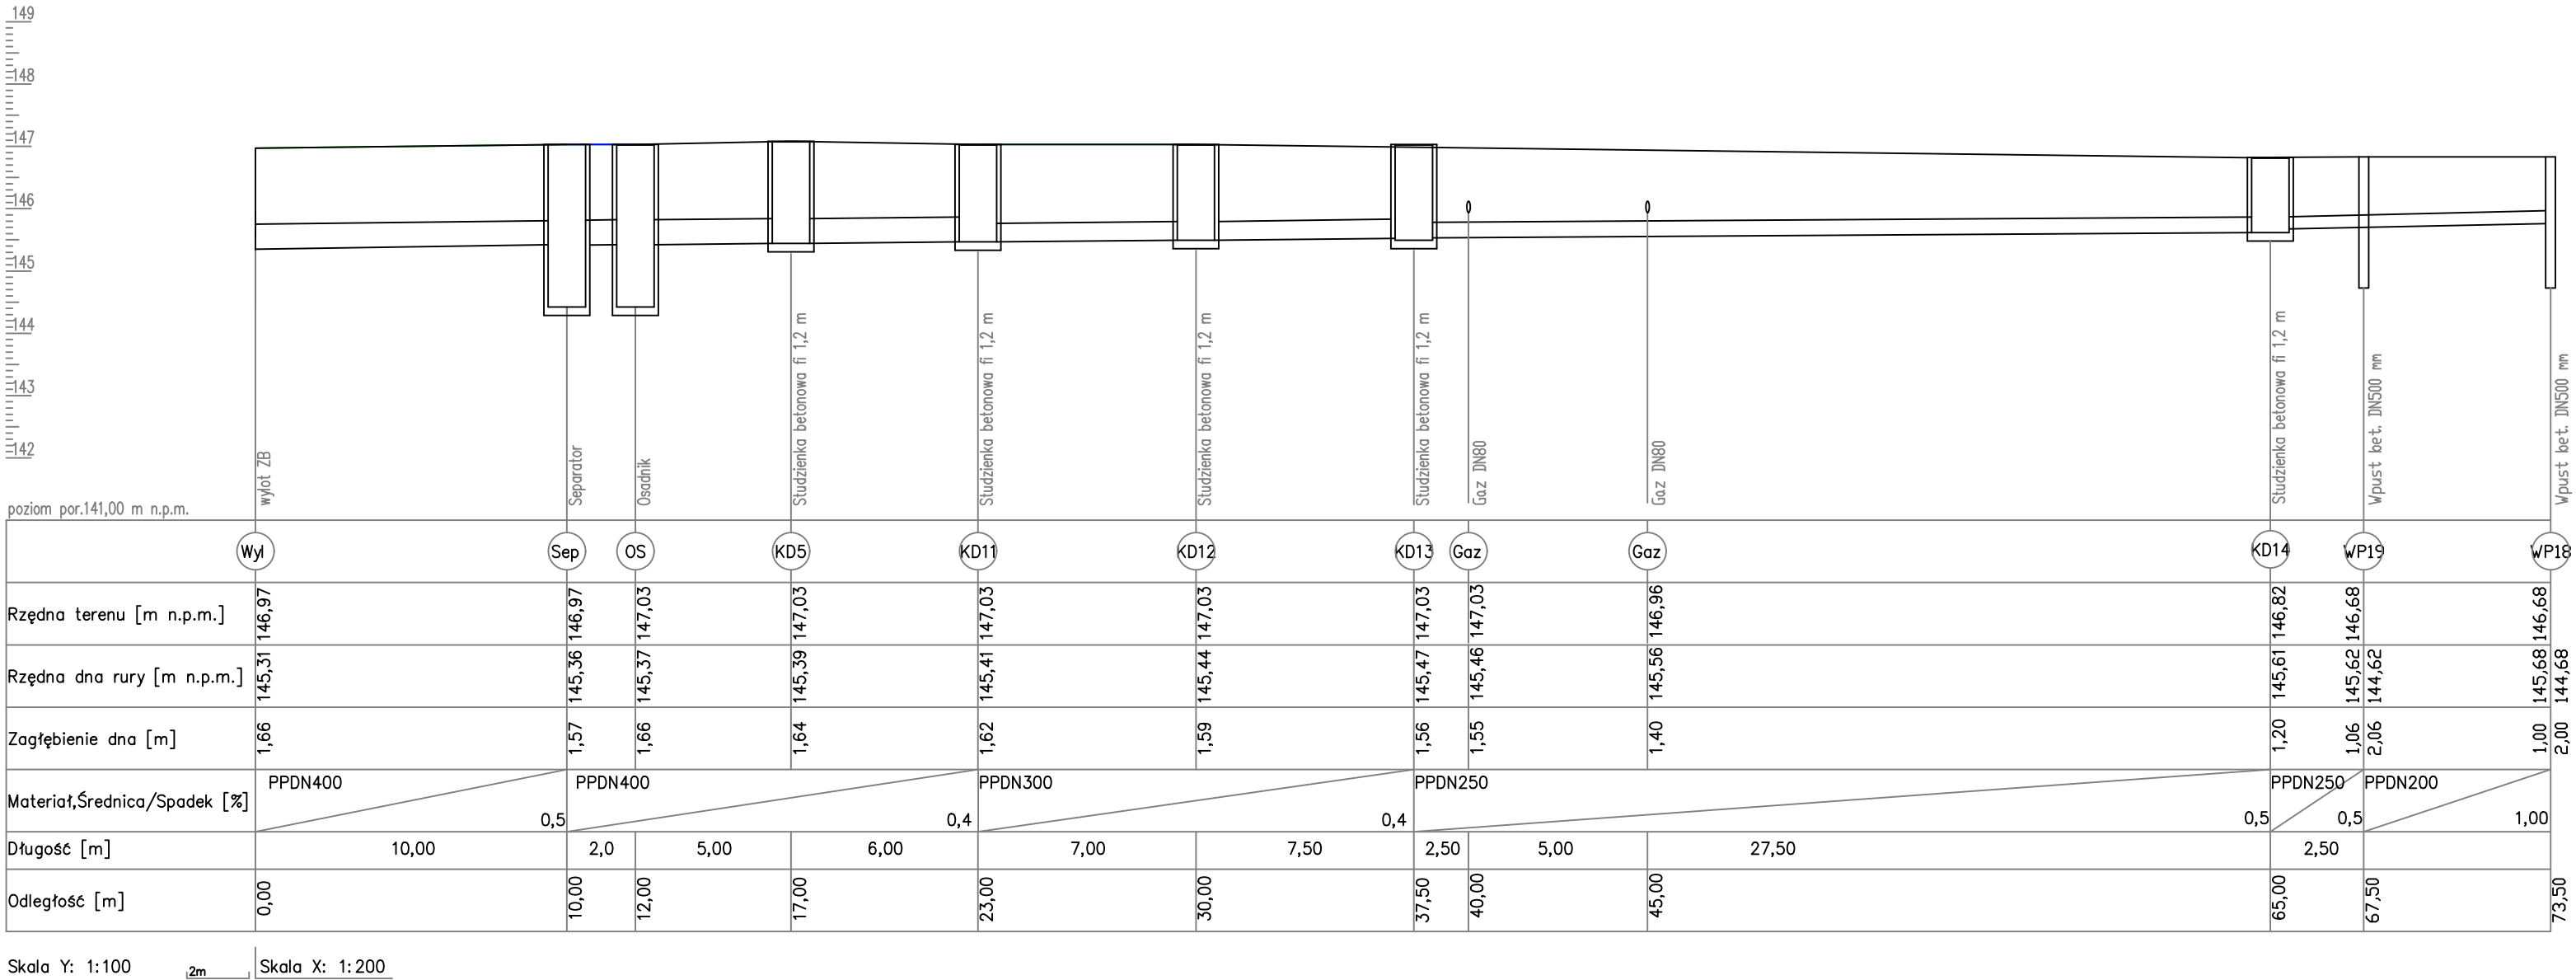 149
148
147
146
145
144
143
142
wylot ZB
Separator
Osadnik
Studzienka betonowa fi 1,2 m
Studzienka betonowa fi 1,2 m
Studzienka betonowa fi 1,2 m
Studzienka betonowa fi 1,2 m
Gaz DN80
Gaz DN80
Studzienka betonowa fi 1,2 m
Wpust bet. DN500 mm
Wpust bet. DN500 mm
poziom por.141,00 m n.p.m.
Wyl Sep OS KD5 KD11 KD12 KD13 Gaz Gaz KD14 WP19 WP18
Rzędna terenu [m n.p.m.] 146,97 146,97 147,03 147,03 147,03 147,03 147,03 147,03 146,96 146,82 146,68 146,68
Rzędna dna rury [m n.p.m.] 145,31 145,36 145,37 145,39 145,41 145,44 145,47 145,46 145,56 145,61 145,62 144,62 145,68 144,68
Zagłębienie dna [m] 1,66 1,57 1,66 1,64 1,62 1,59 1,56 1,55 1,40 1,20 1,06 2,06 1,00 2,00
PPDN400 PPDN400 PPDN300 PPDN250 PPDN250 PPDN200
Materiał,Średnica/Spadek [%]
0,5 0,4 0,4 0,5 0,5 1,00
Długość [m] 10,00 2,0 5,00 6,00 7,00 7,50 2,50 5,00 27,50 2,50
Odległość [m] 0,00 10,00 12,00 17,00 23,00 30,00 37,50 40,00 45,00 65,00 67,50 73,50
Skala Y: 1:100 2m Skala X: 1:200